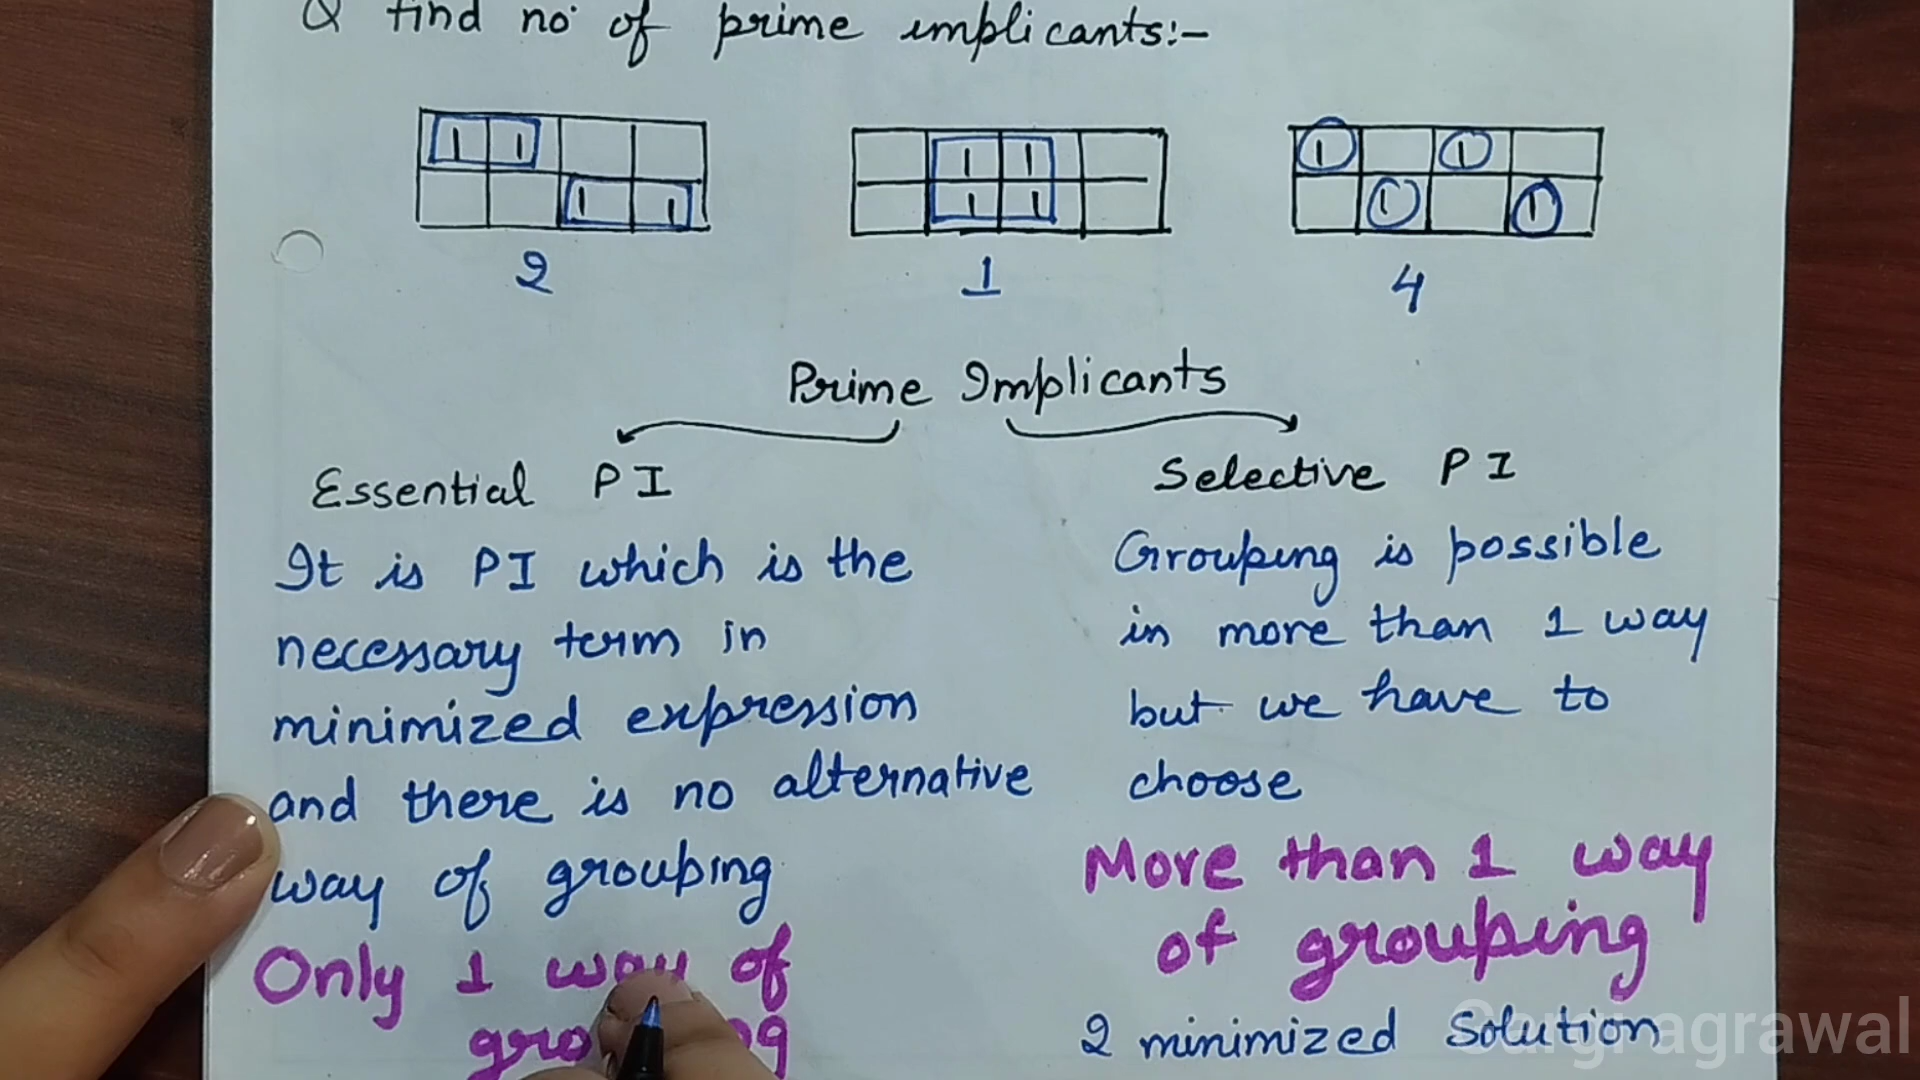 Q find no. of prime implicants:-
1 1
1 1
1 1
1 1
1 1
1 1
2 1 4
Prime Implicants
Essential PI
It is PI which is the
necessary term in
minimized expression
and there is no alternative
way of grouping
Only 1 way of
Selective PI
Grouping is possible
in more than 1 way
but we have to
choose
More than 1 way
of grouping
2 minimized solution
Gargi agrawal